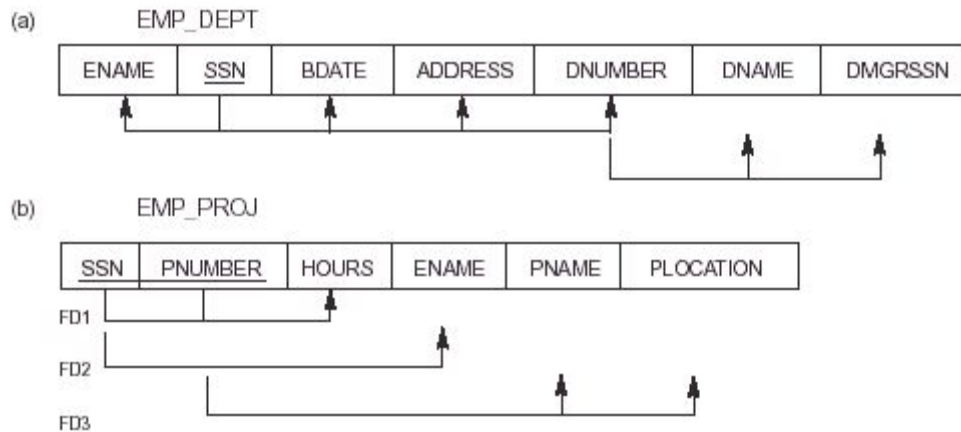 (a) EMP_DEPT
ENAME SSN BDATE ADDRESS DNUMBER DNAME DMGRSSN
(b) EMP_PROJ
SSN PNUMBER HOURS ENAME PNAME PLOCATION
FD1
FD2
FD3